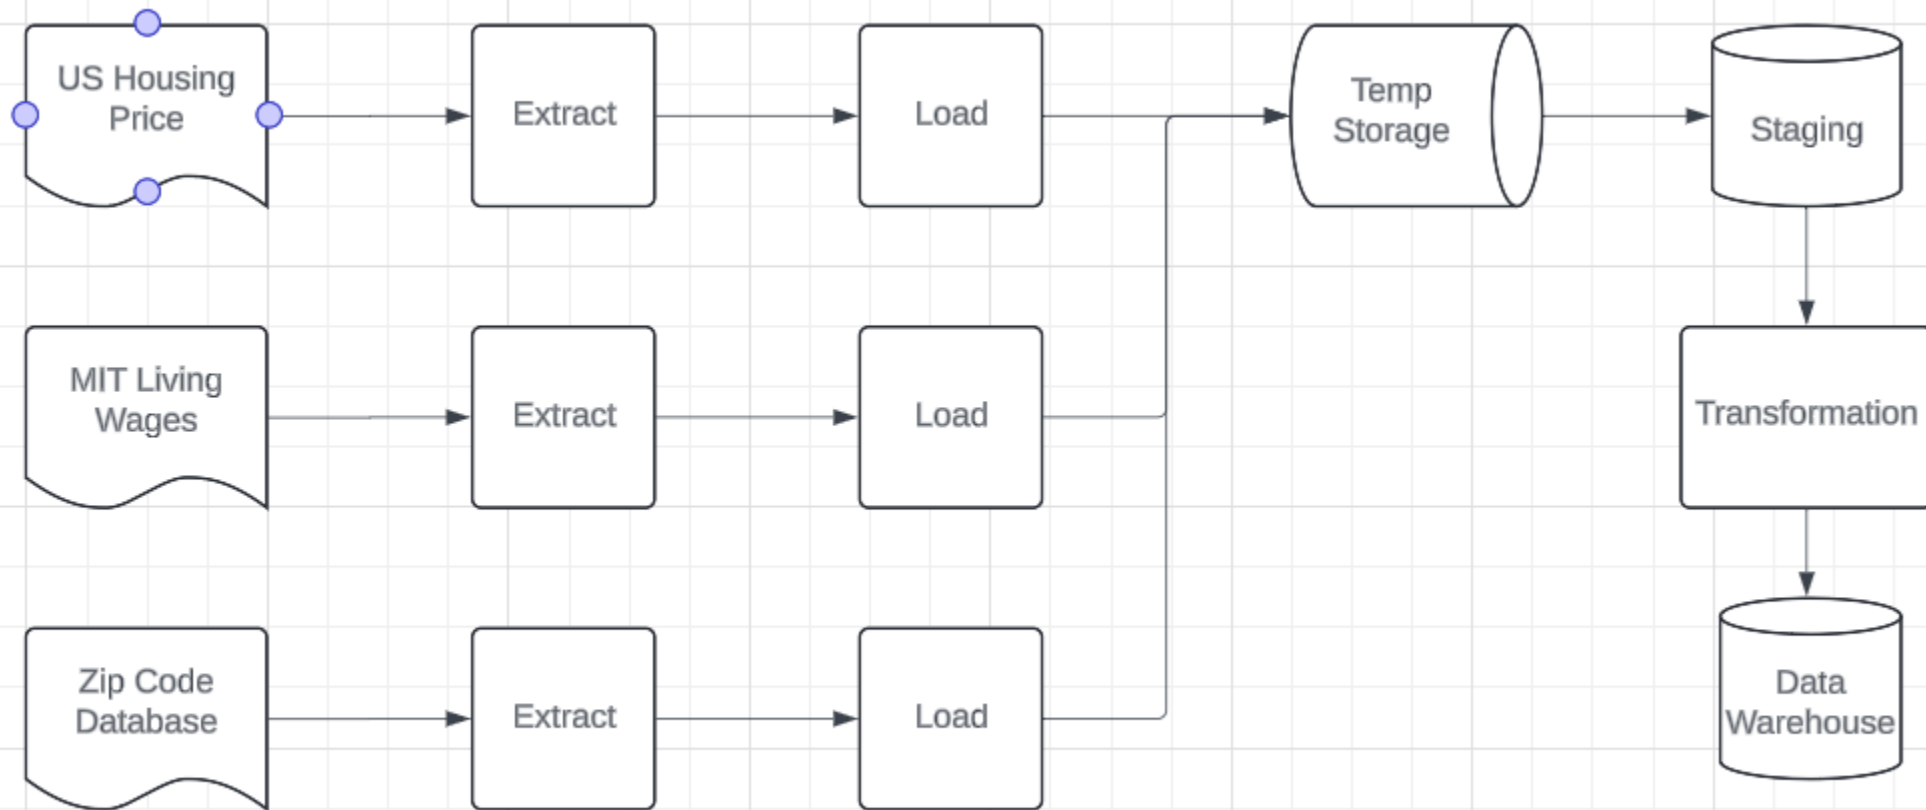 US Housing
Price
Extract
Load
Temp
Storage
Staging
MIT Living
Wages
Extract
Load
Transformation
Zip Code
Database
Extract
Load
Data
Warehouse